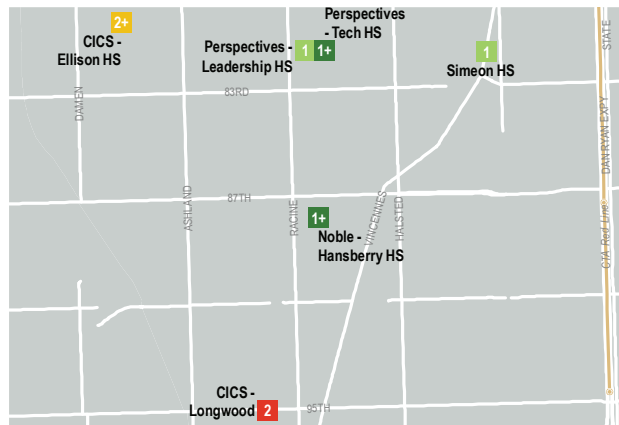 2+
CICS -
Ellison HS
Perspectives -
Leadership HS
1
1+
Perspectives
- Tech HS
1
Simeon HS
STATE
DAMEN
83RD
DAN RYAN EXPY
ASHLAND
87TH
RACINE
1+
Noble -
Hansberry HS
VINCENNES
HALSTED
CTA Red Line
CICS -
Longwood
2
95TH